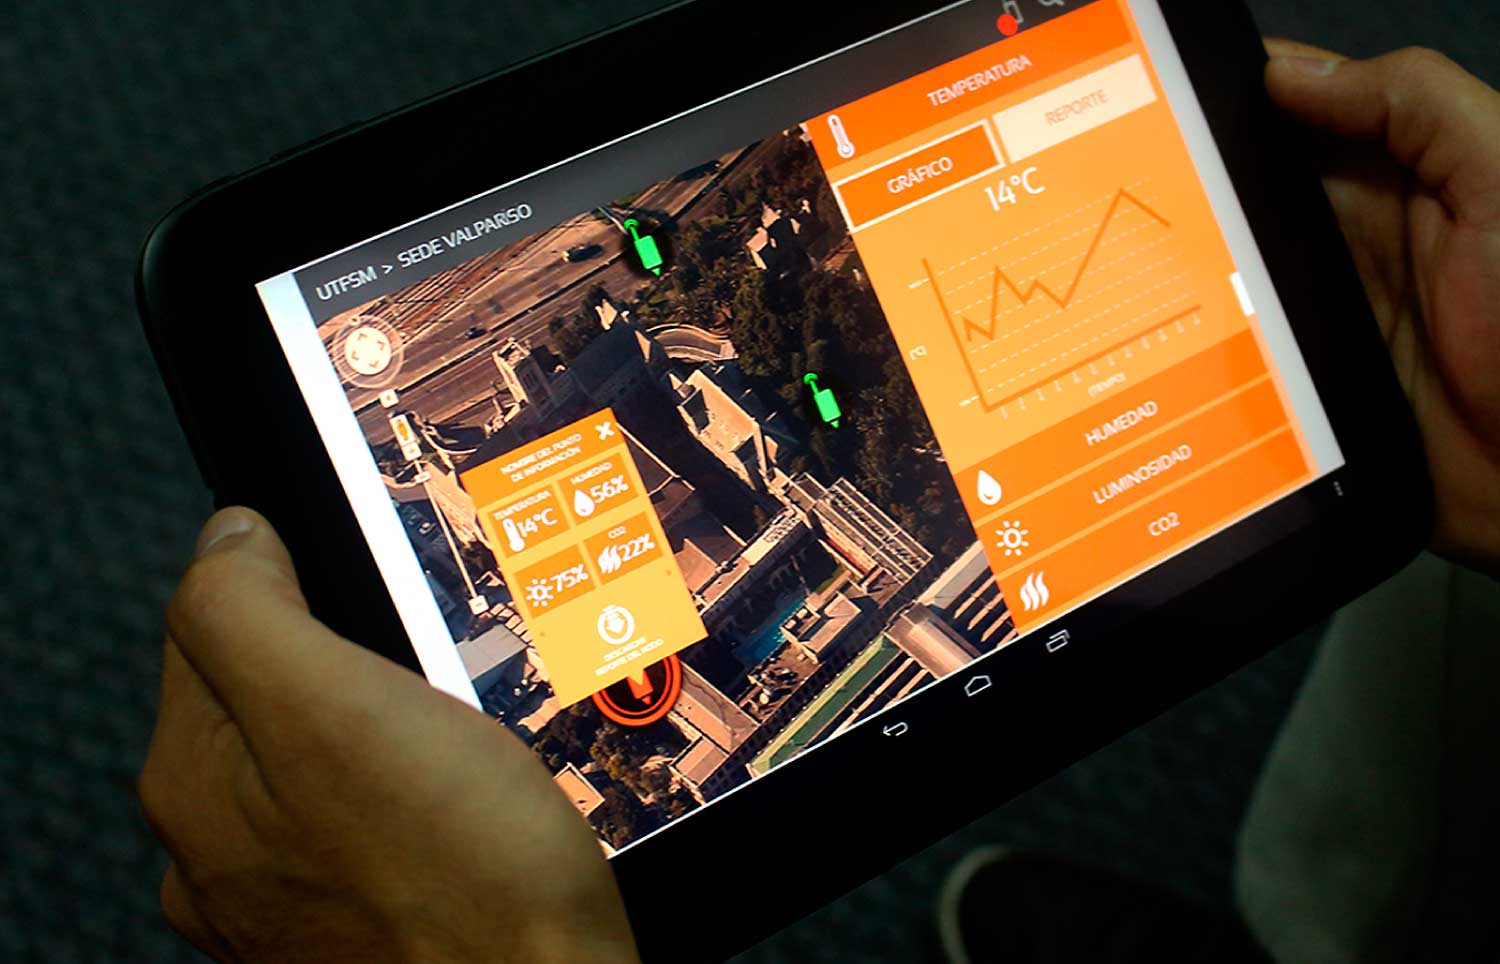 UTFSM > SEDE VALPARISO
TEMPERATURA
GRÁFICO
REPORTE
14°C
(°C)
(TIEMPO)
HUMEDAD
LUMINOSIDAD
CO2
NOMBRE DEL PUNTO
DE INFORMACIÓN
TEMPERATURA
14°C
HUMEDAD
56%
75%
CO2
22%
DESCARGAR
REPORTE DEL NODO